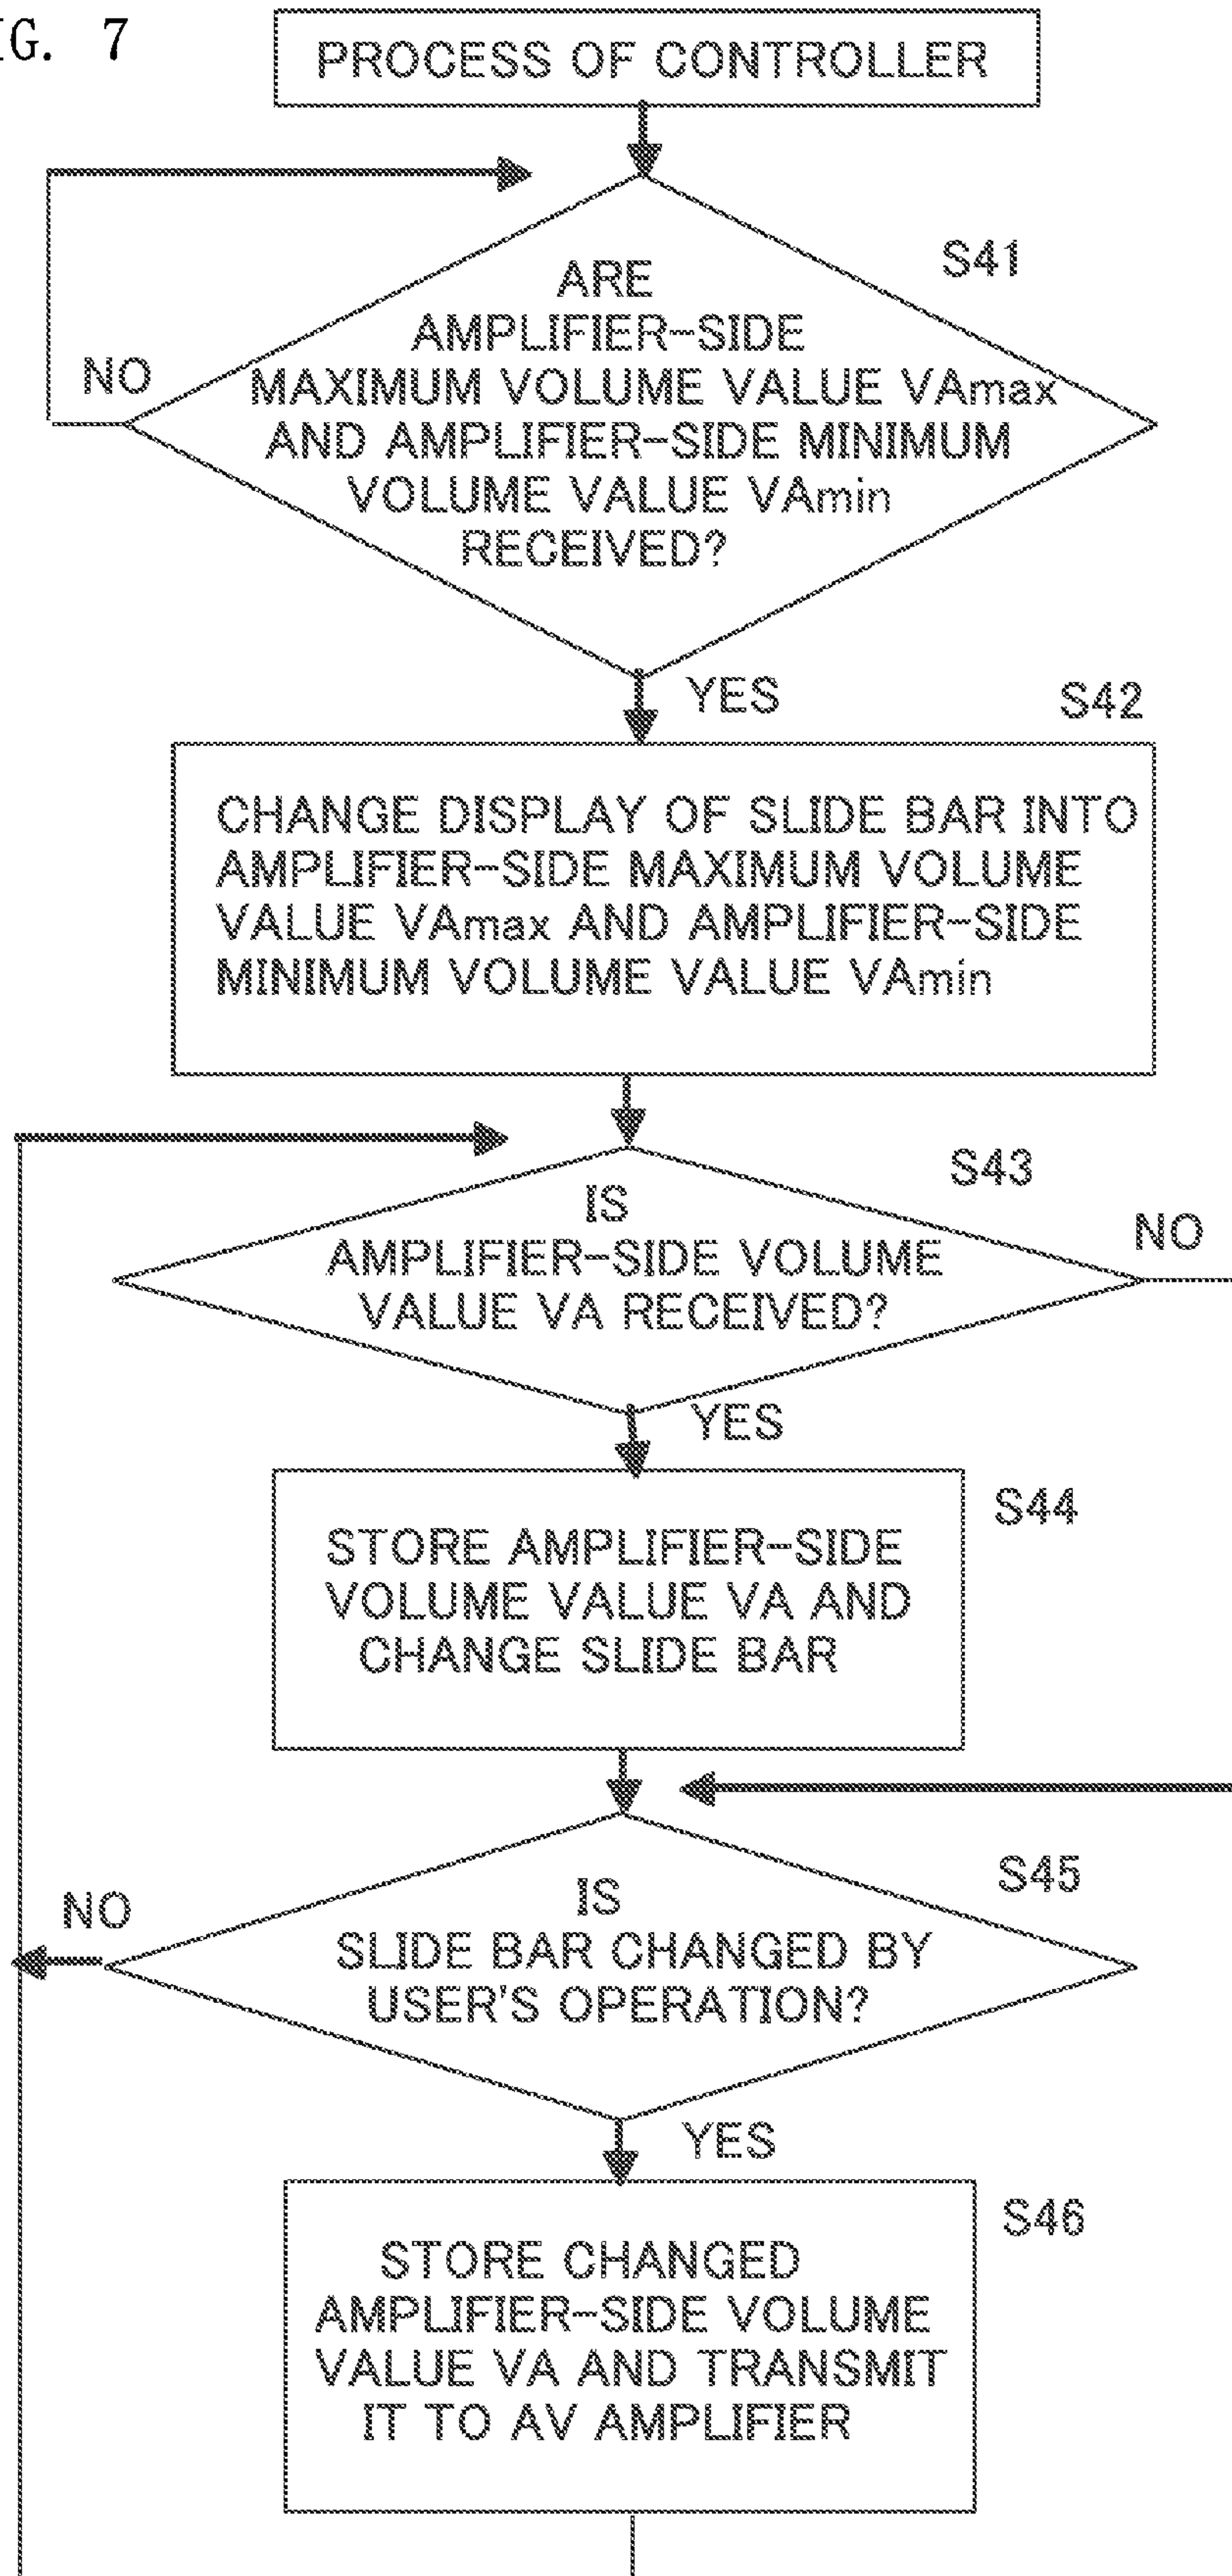 IG. 7
PROCESS OF CONTROLLER
S41
ARE
AMPLIFIER-SIDE
MAXIMUM VOLUME VALUE VAmax
AND AMPLIFIER-SIDE MINIMUM
VOLUME VALUE VAmin
RECEIVED?
NO
YES
S42
CHANGE DISPLAY OF SLIDE BAR INTO
AMPLIFIER-SIDE MAXIMUM VOLUME
VALUE VAmax AND AMPLIFIER-SIDE
MINIMUM VOLUME VALUE VAmin
S43
IS
AMPLIFIER-SIDE VOLUME
VALUE VA RECEIVED?
NO
YES
S44
STORE AMPLIFIER-SIDE
VOLUME VALUE VA AND
CHANGE SLIDE BAR
S45
NO
IS
SLIDE BAR CHANGED BY
USER'S OPERATION?
YES
S46
STORE CHANGED
AMPLIFIER-SIDE VOLUME
VALUE VA AND TRANSMIT
IT TO AV AMPLIFIER